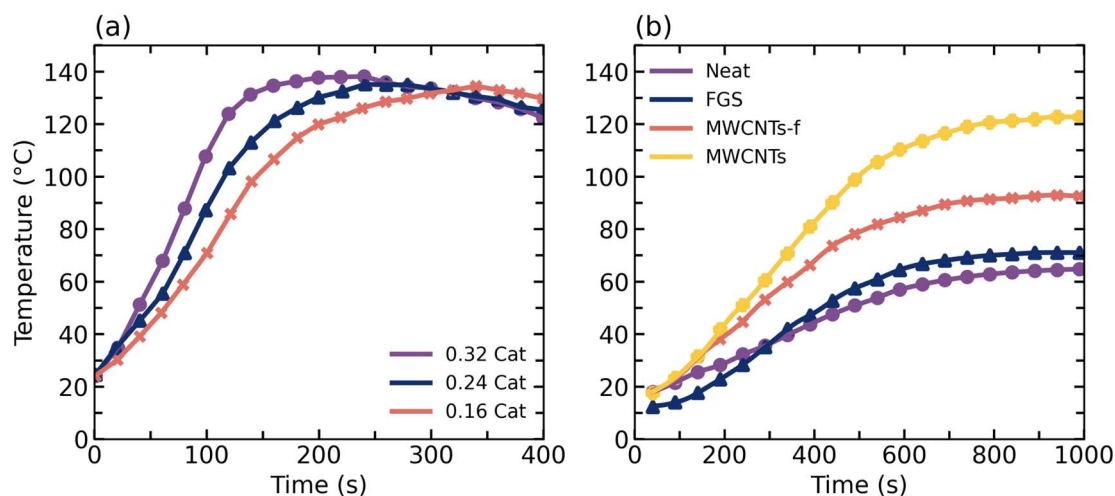 (a)
(b)
Temperature (°C)
140
120
100
80
60
40
20
0
0 100 200 300 400
Time (s)
0.32 Cat
0.24 Cat
0.16 Cat
140
120
100
80
60
40
20
0
0 200 400 600 800 1000
Time (s)
Neat
FGS
MWCNTs-f
MWCNTs